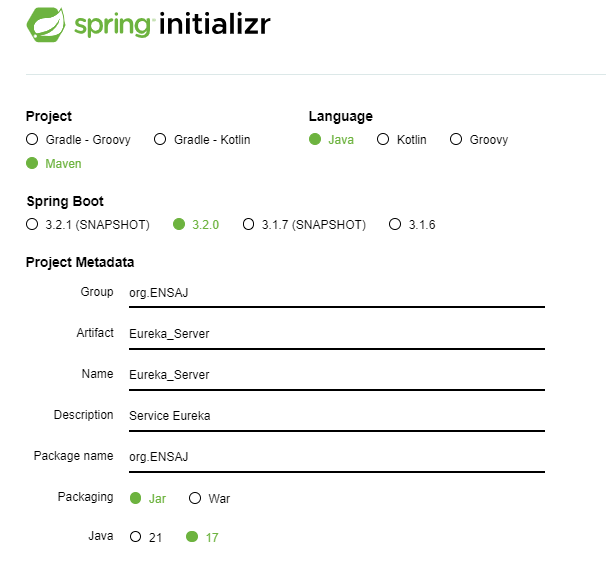 spring initializr
Project
Language
Gradle - Groovy Gradle - Kotlin
Java Kotlin Groovy
Maven
Spring Boot
3.2.1 (SNAPSHOT) 3.2.0 3.1.7 (SNAPSHOT) 3.1.6
Project Metadata
Group org.ENSAJ
Artifact Eureka_Server
Name Eureka_Server
Description Service Eureka
Package name org.ENSAJ
Packaging Jar War
Java 21 17